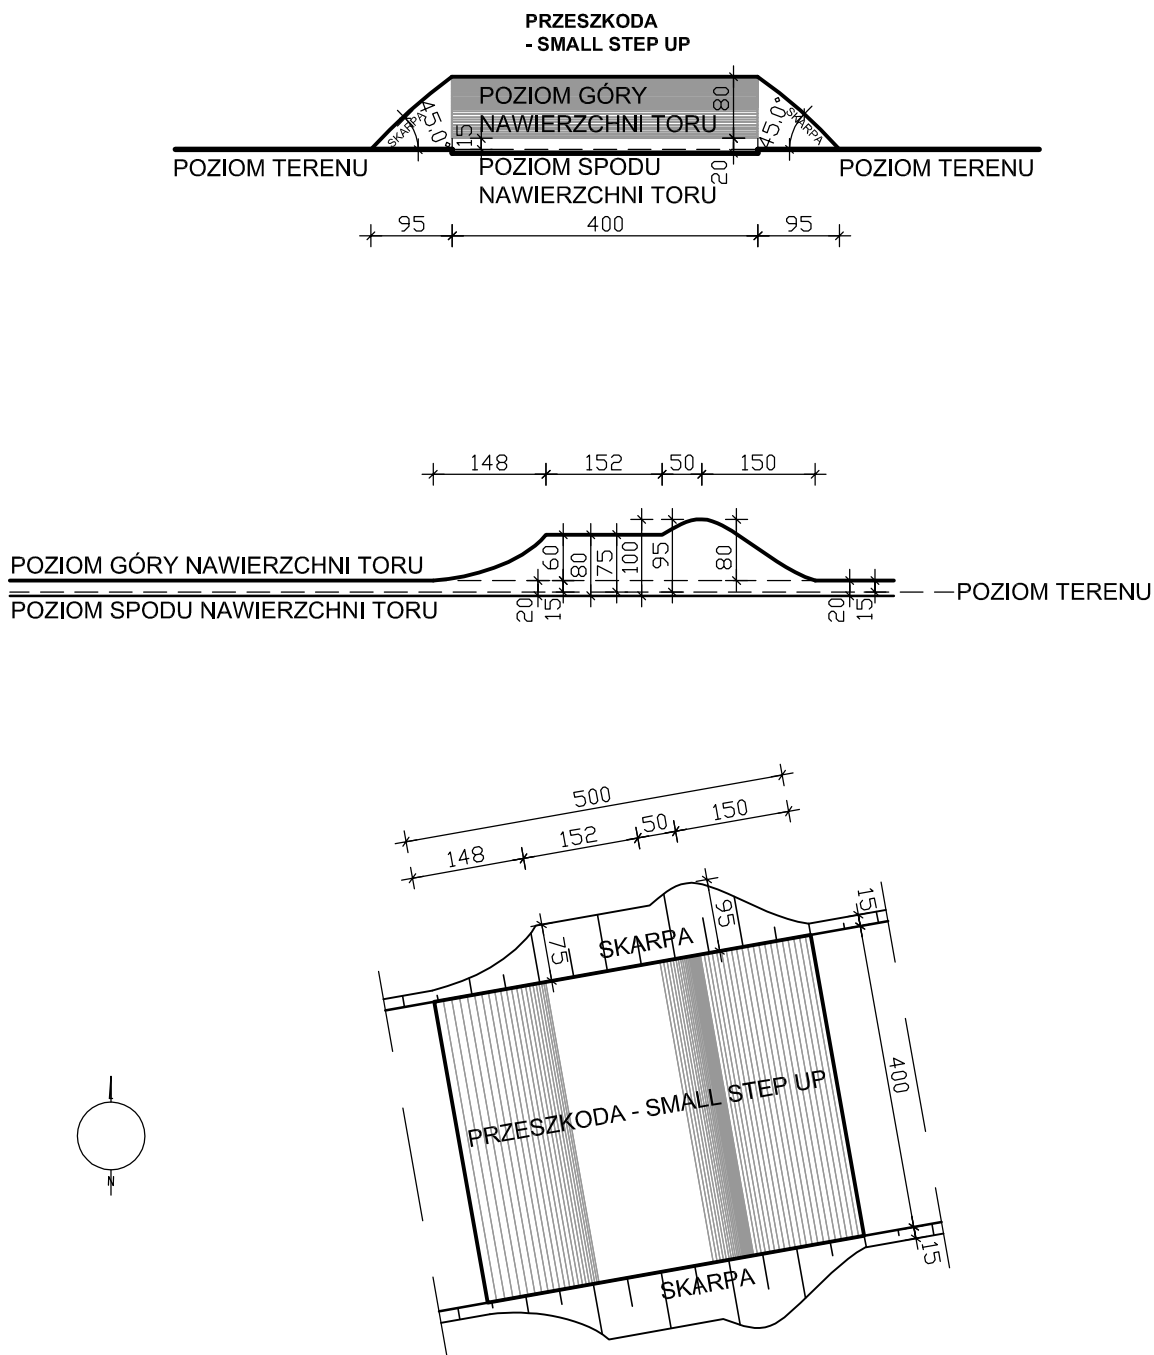 PRZESZKODA
- SMALL STEP UP
POZIOM GÓRY
NAWIERZCHNI TORU
80
15
45,0°
SKARPA
45,0°
SKARPA
POZIOM TERENU
POZIOM SPODU
NAWIERZCHNI TORU
20
POZIOM TERENU
95
400
95
148
152
50
150
POZIOM GÓRY NAWIERZCHNI TORU
60
80
75
100
95
80
POZIOM SPODU NAWIERZCHNI TORU
20
15
20
15
POZIOM TERENU
500
148
152
50
150
75
SKARPA
95
15
400
PRZESZKODA - SMALL STEP UP
SKARPA
15
N